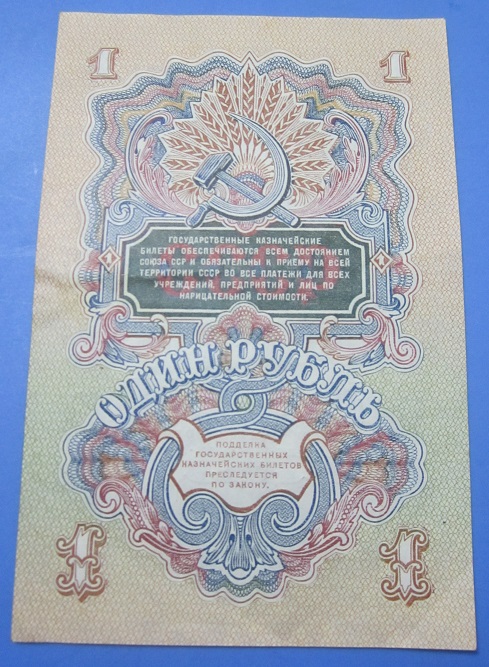 1 1
ГОСУДАРСТВЕННЫЕ КАЗНАЧЕЙСКИЕ
БИЛЕТЫ ОБЕСПЕЧИВАЮТСЯ ВСЕМ ДОСТОЯНИЕМ
СОЮЗА ССР И ОБЯЗАТЕЛЬНЫ К ПРИЕМУ НА ВСЕЙ
ТЕРРИТОРИИ СССР ВО ВСЕ ПЛАТЕЖИ ДЛЯ ВСЕХ
УЧРЕЖДЕНИЙ, ПРЕДПРИЯТИЙ И ЛИЦ ПО
НАРИЦАТЕЛЬНОЙ СТОИМОСТИ.
1 1
ОДИН РУБЛЬ
ПОДДЕЛКА
ГОСУДАРСТВЕННЫХ
КАЗНАЧЕЙСКИХ БИЛЕТОВ
ПРЕСЛЕДУЕТСЯ
ПО ЗАКОНУ.
1 1